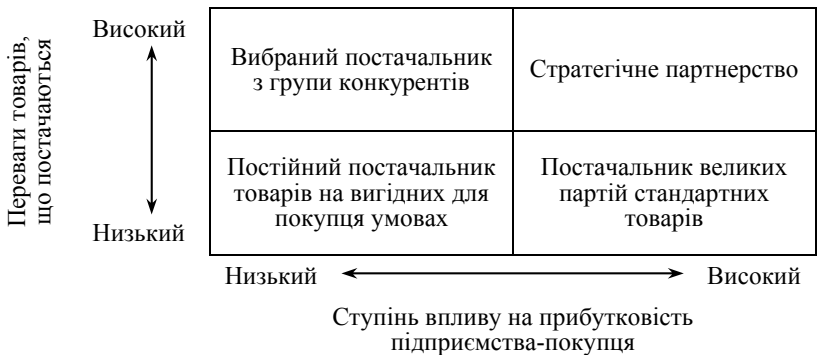 Переваги товарів,
що постачаються
Високий
Низький
Вибраний постачальник
з групи конкурентів
Стратегічне партнерство
Постійний постачальник
товарів на вигідних для
покупця умовах
Постачальник великих
партій стандартних
товарів
Низький
Високий
Ступінь впливу на прибутковість
підприємства-покупця